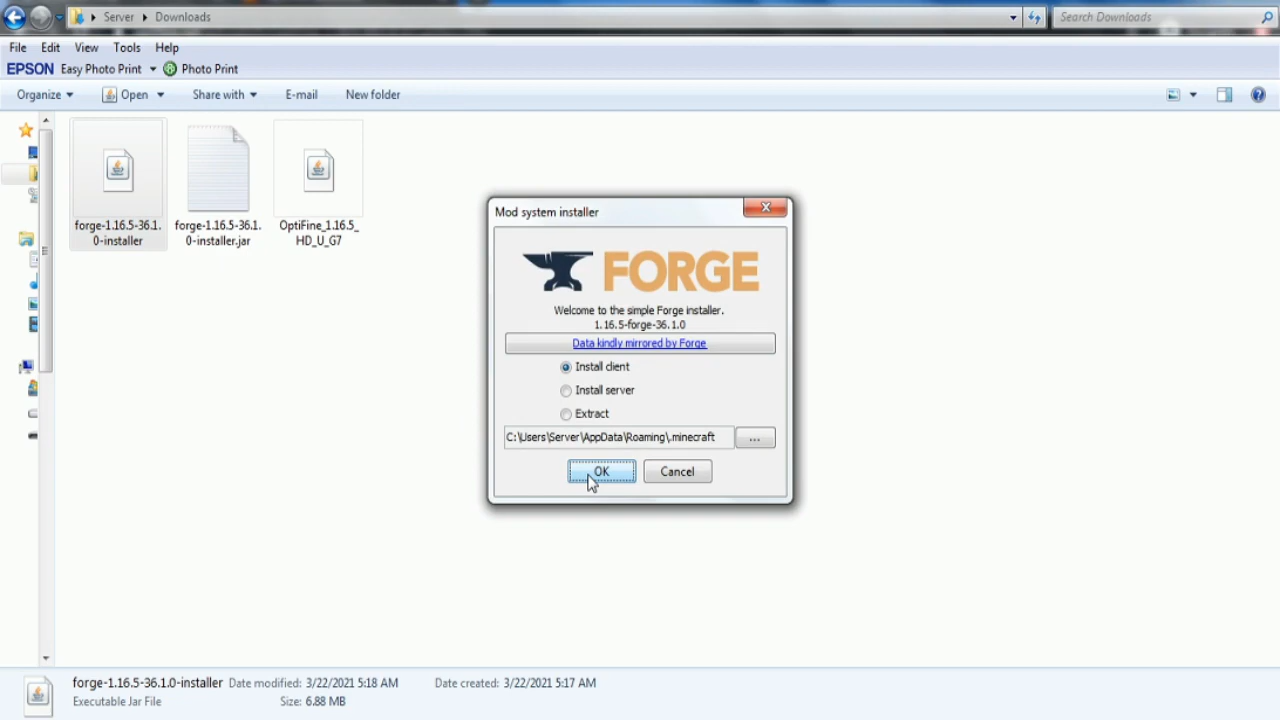 Server ▸ Downloads
Search Downloads
File Edit View Tools Help
EPSON Easy Photo Print Photo Print
Organize Open Share with E-mail New folder
forge-1.16.5-36.1.
0-installer
forge-1.16.5-36.1.
0-installer.jar
OptiFine_1.16.5_
HD_U_G7
Mod system installer
FORGE
Welcome to the simple Forge installer.
1.16.5-forge-36.1.0
Data kindly mirrored by Forge
Install client
Install server
Extract
C:\Users\Server\AppData\Roaming\.minecraft ...
OK Cancel
forge-1.16.5-36.1.0-installer Date modified: 3/22/2021 5:18 AM Date created: 3/22/2021 5:17 AM
Executable Jar File Size: 6.88 MB